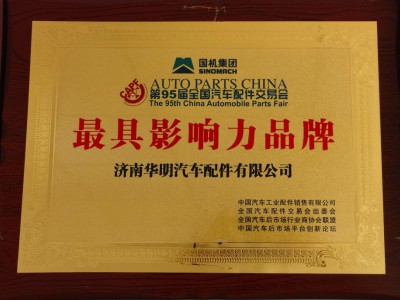 国机集团
SINOMACH
CAPF
AUTO PARTS CHINA
第95届全国汽车配件交易会
The 95th China Automobile Parts Fair
最具影响力品牌
济南华明汽车配件有限公司
中国汽车工业配件销售有限公司
全国汽车配件交易会组委会
全国汽车后市场行业商协会联盟
中国汽车后市场平台创新论坛